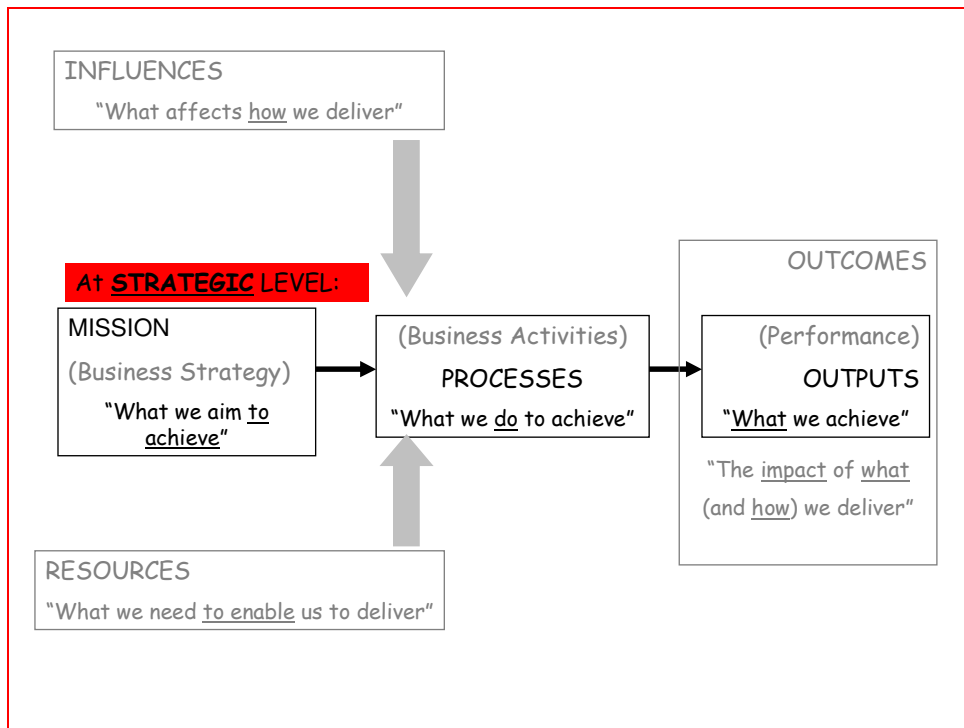 INFLUENCES
“What affects how we deliver”
At STRATEGIC LEVEL:
MISSION
(Business Strategy)
“What we aim to
achieve”
(Business Activities)
PROCESSES
“What we do to achieve”
OUTCOMES
(Performance)
OUTPUTS
“What we achieve”
“The impact of what
(and how) we deliver”
RESOURCES
“What we need to enable us to deliver”